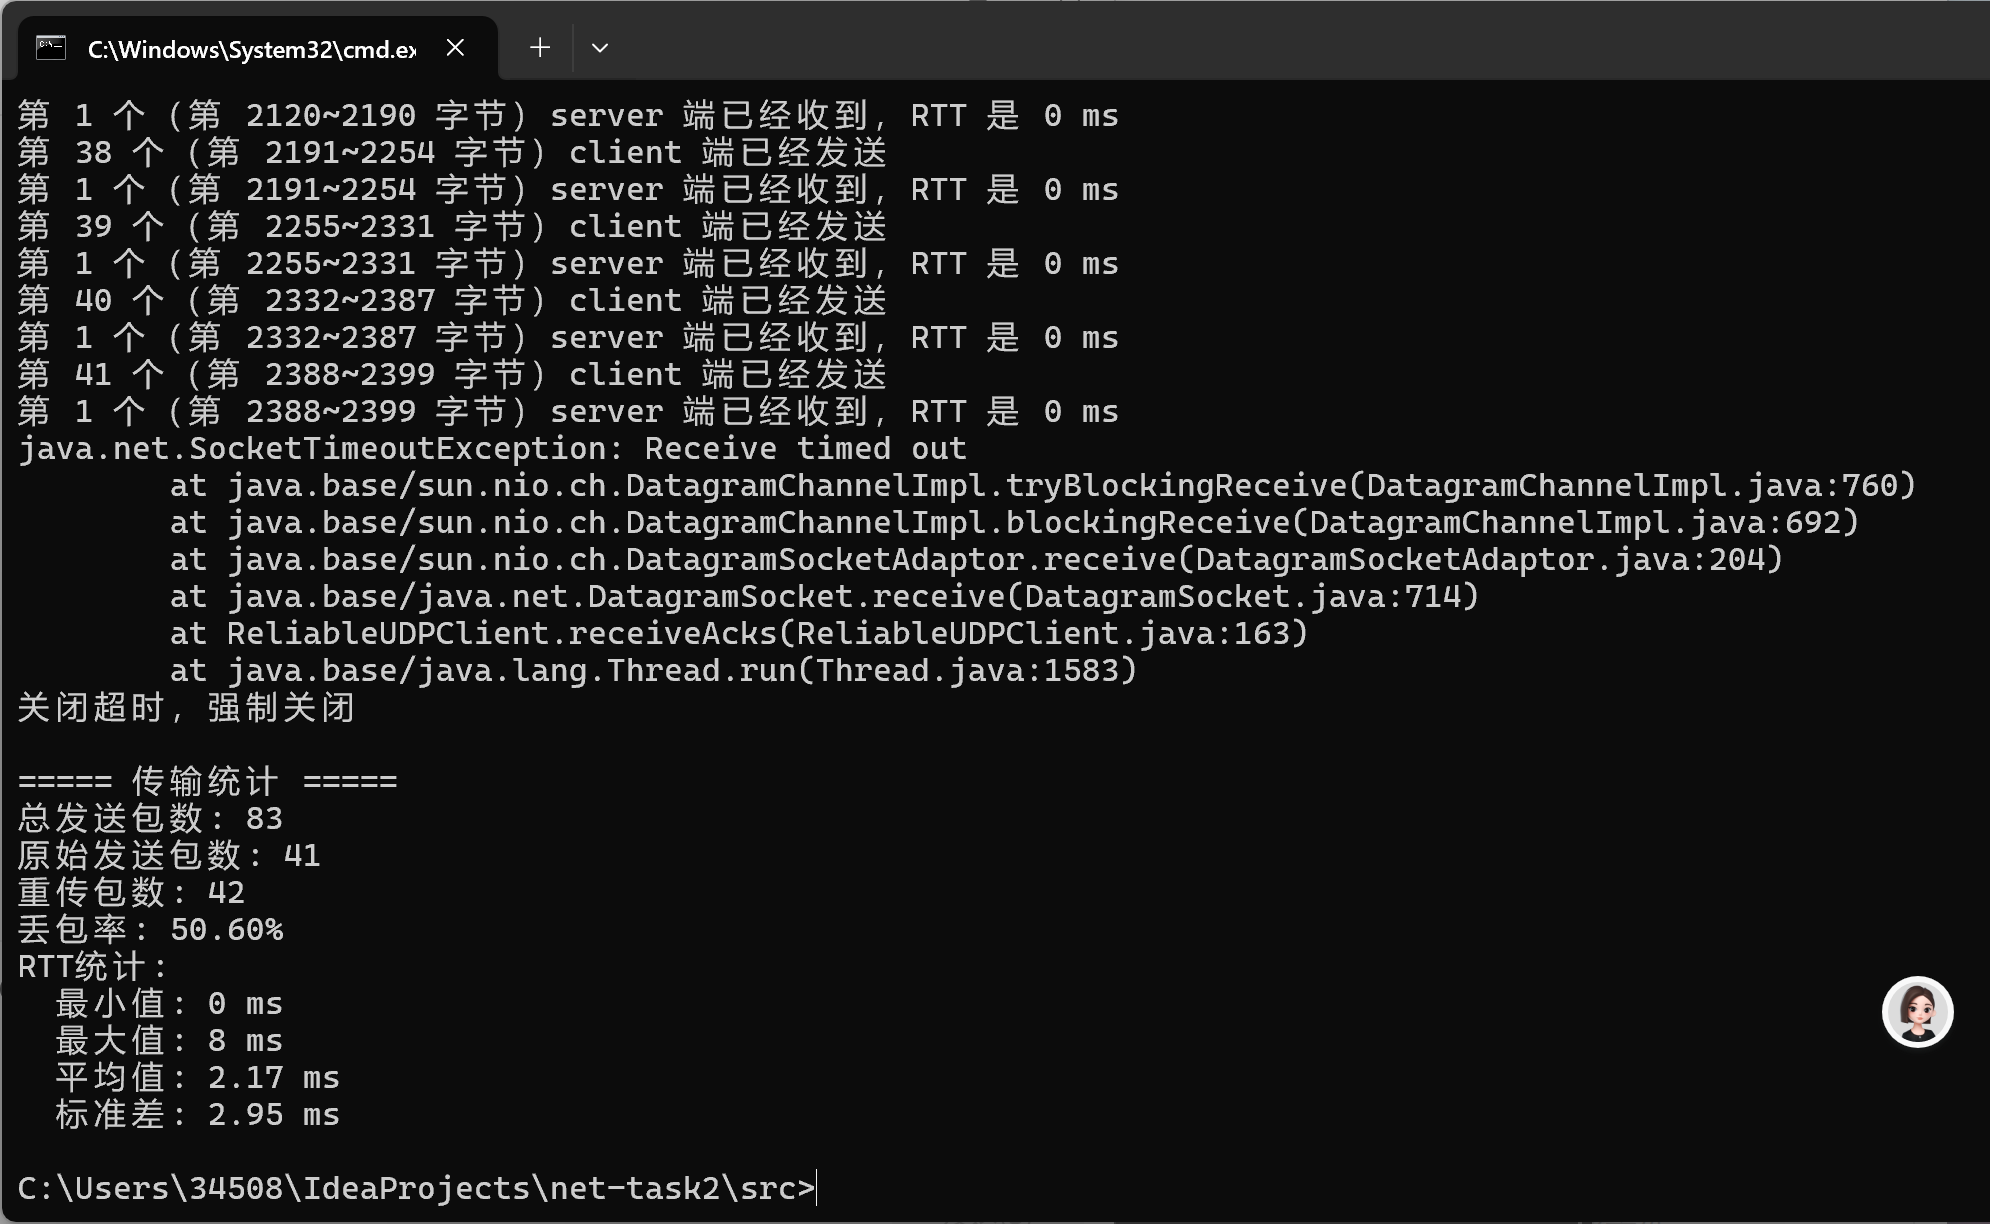 C:\Windows\System32\cmd.ex
第 1 个（第 2120~2190 字节）server 端已经收到，RTT 是 0 ms
第 38 个（第 2191~2254 字节）client 端已经发送
第 1 个（第 2191~2254 字节）server 端已经收到，RTT 是 0 ms
第 39 个（第 2255~2331 字节）client 端已经发送
第 1 个（第 2255~2331 字节）server 端已经收到，RTT 是 0 ms
第 40 个（第 2332~2387 字节）client 端已经发送
第 1 个（第 2332~2387 字节）server 端已经收到，RTT 是 0 ms
第 41 个（第 2388~2399 字节）client 端已经发送
第 1 个（第 2388~2399 字节）server 端已经收到，RTT 是 0 ms
java.net.SocketTimeoutException: Receive timed out
        at java.base/sun.nio.ch.DatagramChannelImpl.tryBlockingReceive(DatagramChannelImpl.java:760)
        at java.base/sun.nio.ch.DatagramChannelImpl.blockingReceive(DatagramChannelImpl.java:692)
        at java.base/sun.nio.ch.DatagramSocketAdaptor.receive(DatagramSocketAdaptor.java:204)
        at java.base/java.net.DatagramSocket.receive(DatagramSocket.java:714)
        at ReliableUDPClient.receiveAcks(ReliableUDPClient.java:163)
        at java.base/java.lang.Thread.run(Thread.java:1583)
关闭超时，强制关闭
===== 传输统计 =====
总发送包数：83
原始发送包数：41
重传包数：42
丢包率：50.60%
RTT统计：
  最小值：0 ms
  最大值：8 ms
  平均值：2.17 ms
  标准差：2.95 ms
C:\Users\34508\IdeaProjects\net-task2\src>